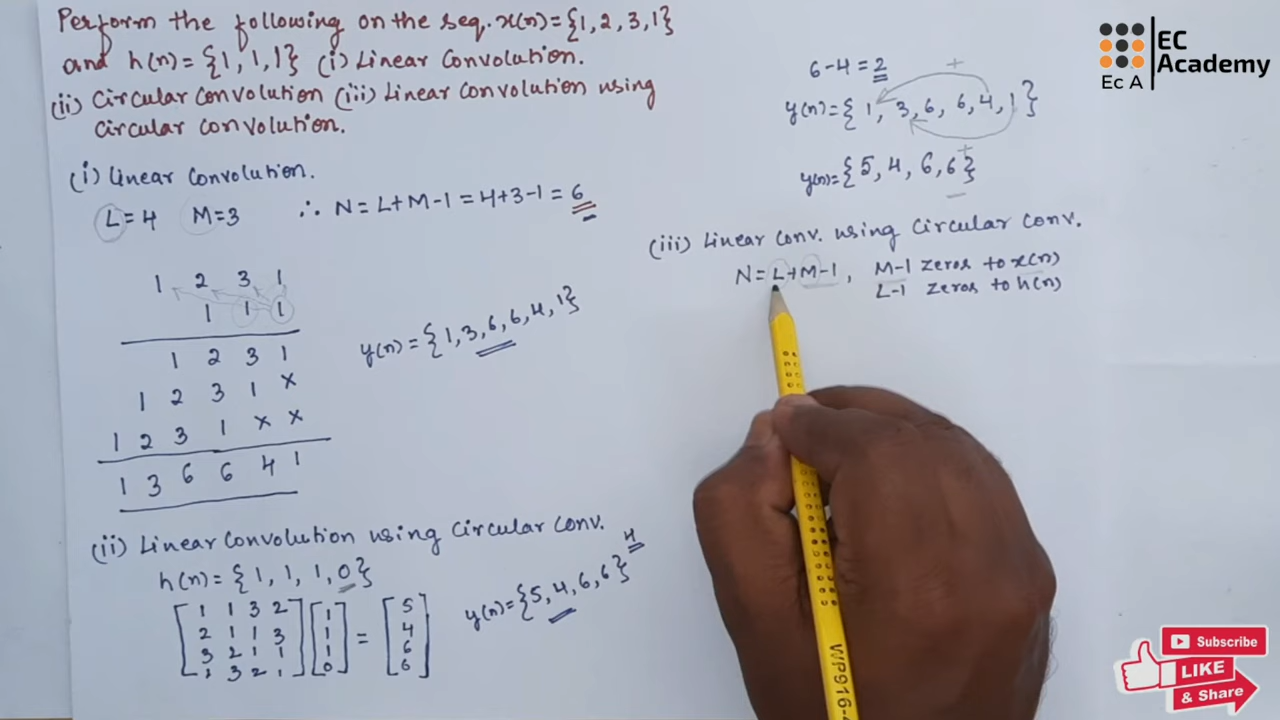 Perform the following on the seq. x(n)={1,2,3,1}
and h(n)={1,1,1} (i) Linear Convolution.
(ii) Circular Convolution (iii) Linear Convolution using
Circular Convolution.
(i) Linear Convolution.
L=4 M=3 ∴ N=L+M-1=4+3-1=6
1 2 3 1
1 1 1
1 2 3 1
1 2 3 1 x
1 2 3 1 x x
1 3 6 6 4 1
y(n)={1,3,6,6,4,1}
(ii) Linear Convolution using Circular Conv.
h(n)={1,1,1,0}
[1 1 3 2] [1] [5]
[2 1 1 3] [1] = [4]
[3 2 1 1] [1] [6]
[1 3 2 1] [0] [6]
y(n)={5,4,6,6} 4
6-4=2
+
y(n)={1,3,6,6,4,1}
+
y(n)={5,4,6,6}
(iii) Linear Conv. using Circular Conv.
N=L+M-1, M-1 zeros to x(n)
L-1 zeros to h(n)
WP916-
EC
Academy
Ec A
Subscribe
LIKE
& Share